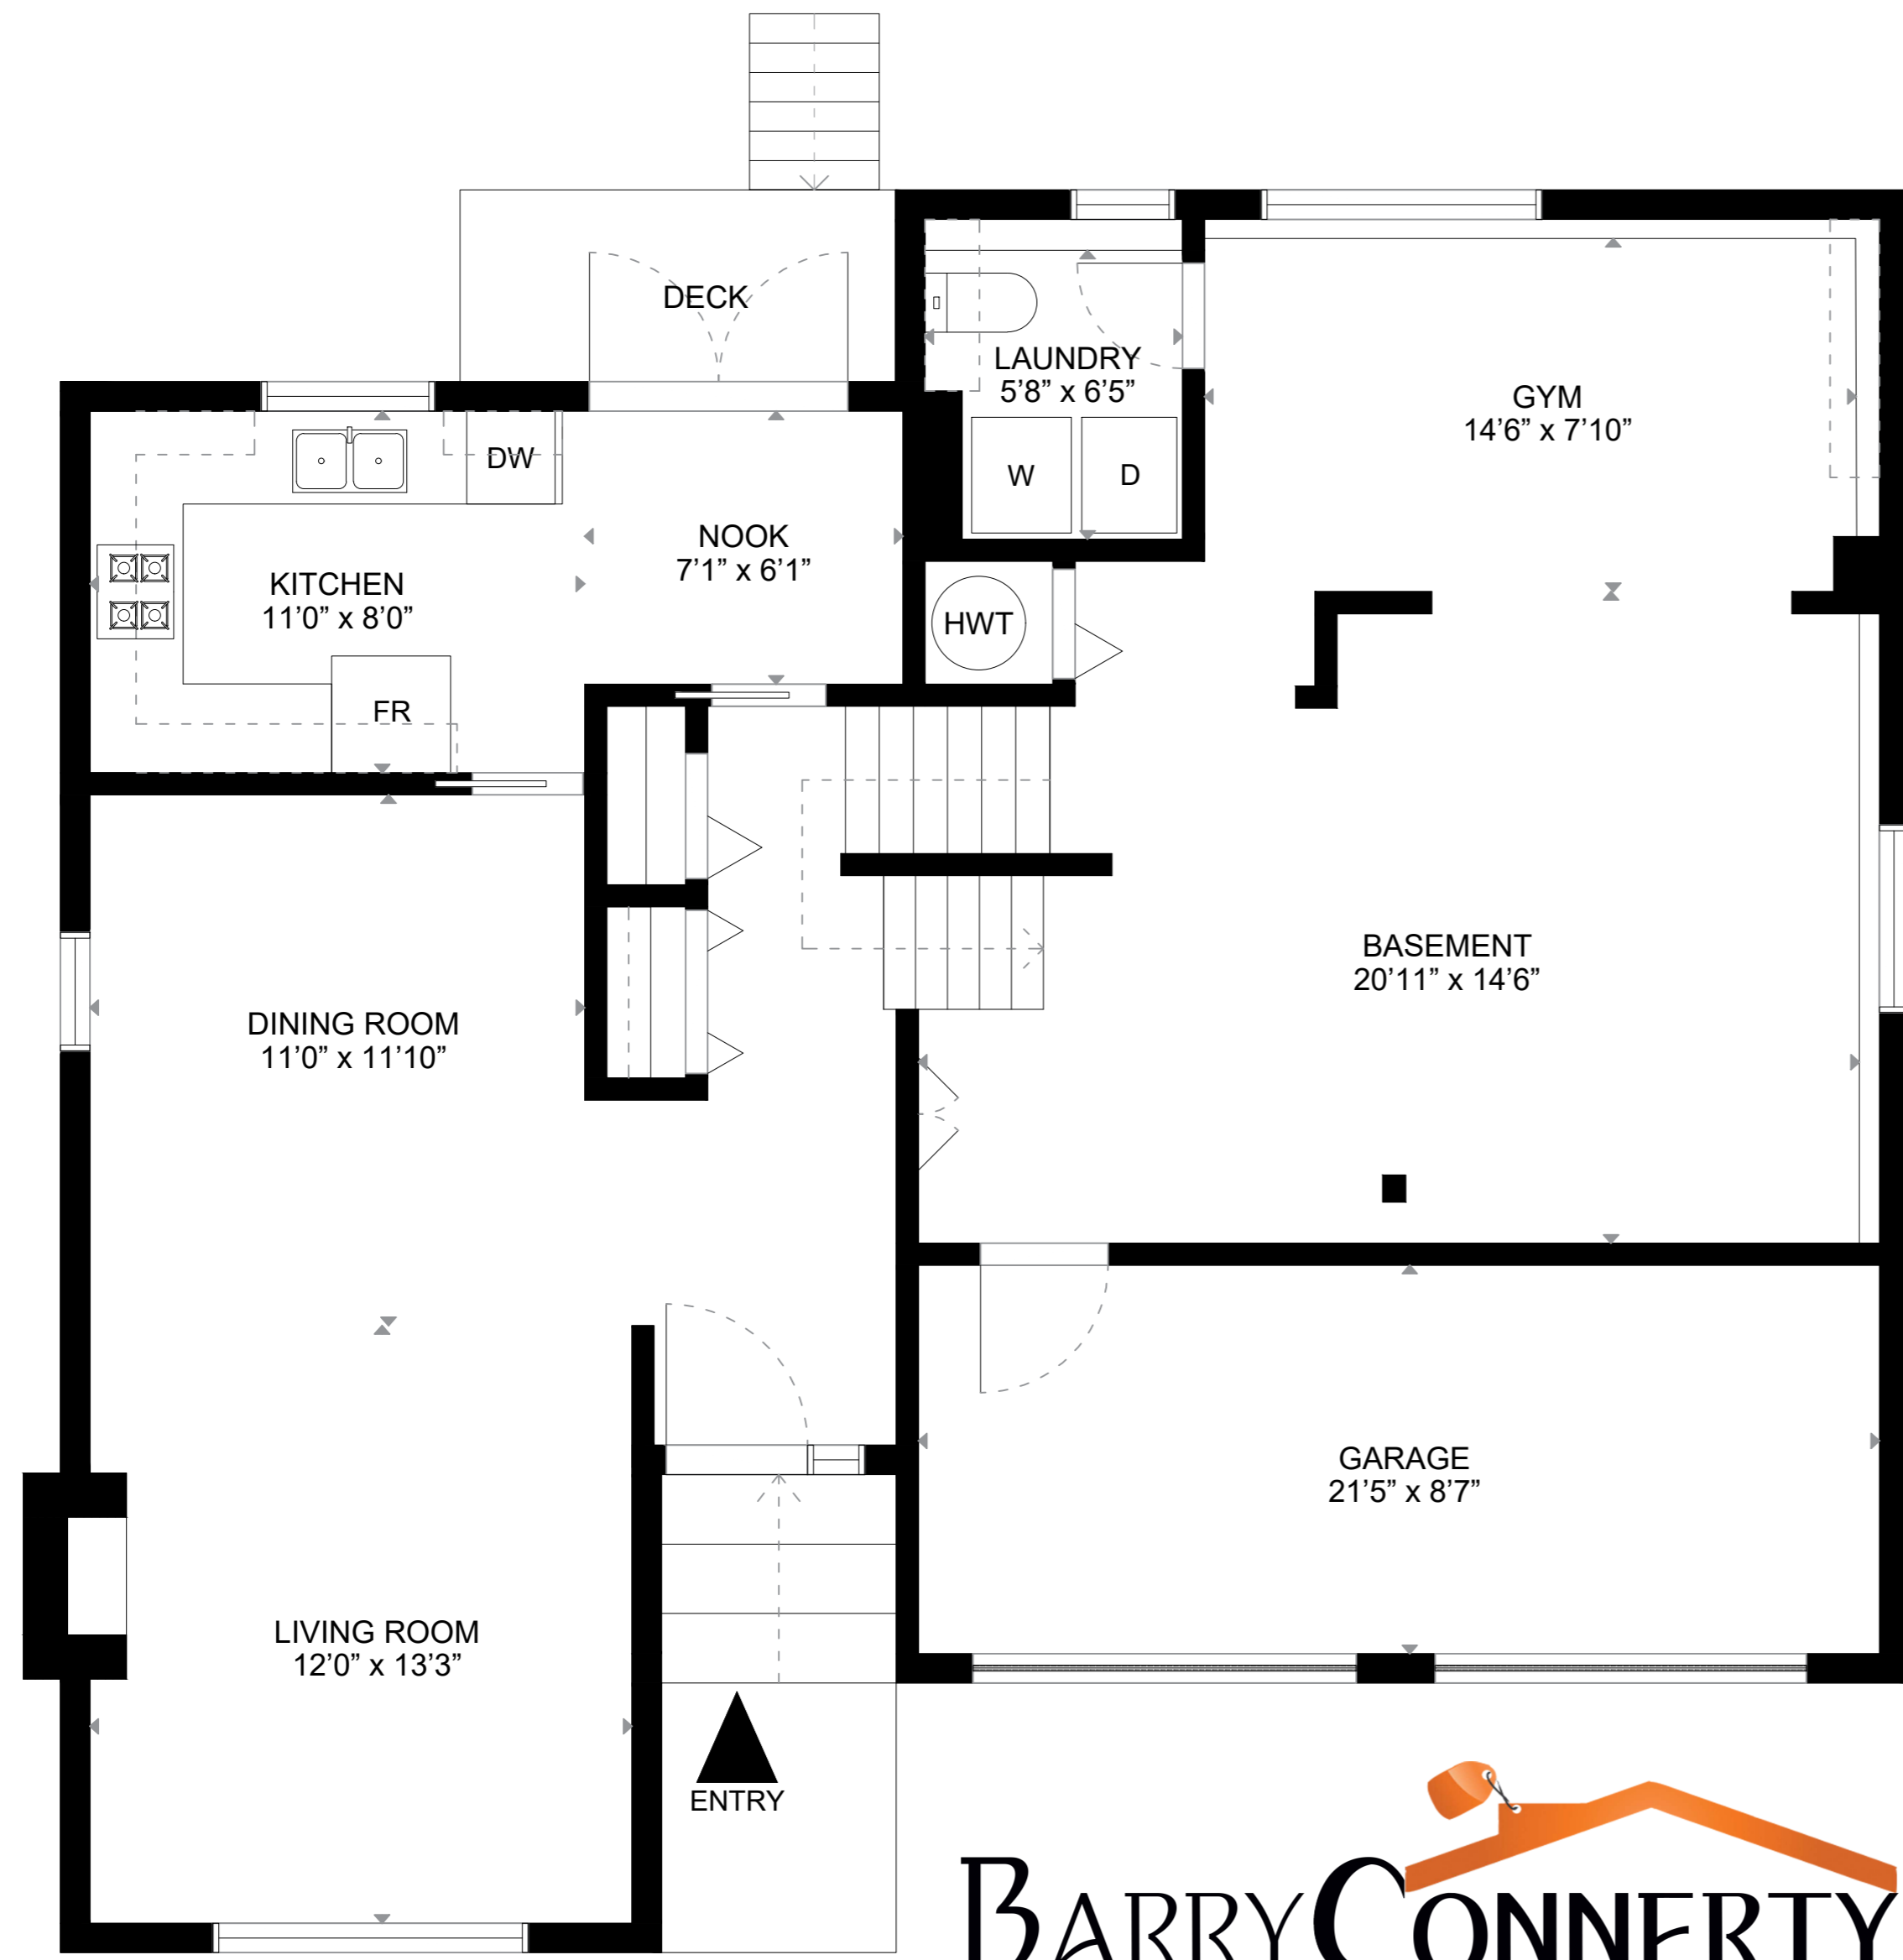 DECK
LAUNDRY
5'8” x 6'5”
GYM
14'6” x 7'10”
DW
W
D
NOOK
7'1” x 6'1”
KITCHEN
11'0” x 8'0”
HWT
FR
BASEMENT
20'11” x 14'6”
DINING ROOM
11'0” x 11'10”
GARAGE
21'5” x 8'7”
LIVING ROOM
12'0” x 13'3”
ENTRY
BARRY CONNERTY